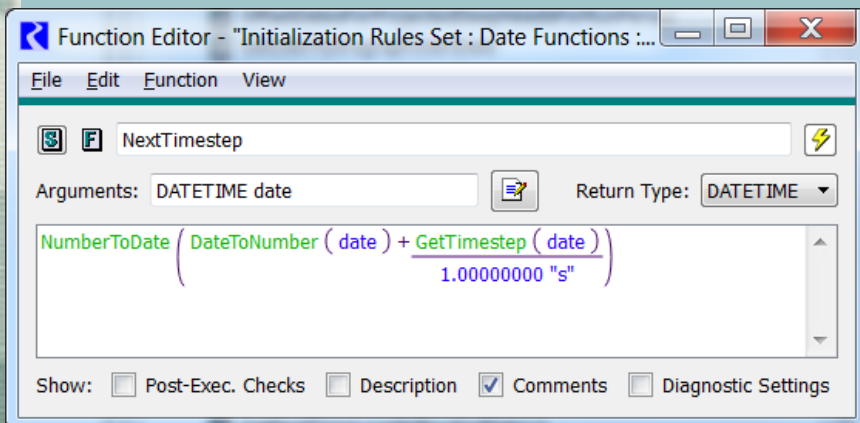 Function Editor - "Initialization Rules Set : Date Functions :...
File Edit Function View
S F NextTimestep
Arguments: DATETIME date Return Type: DATETIME
NumberToDate ( DateToNumber ( date ) + GetTimestep ( date )
1.00000000 "s" )
Show: Post-Exec. Checks Description Comments Diagnostic Settings